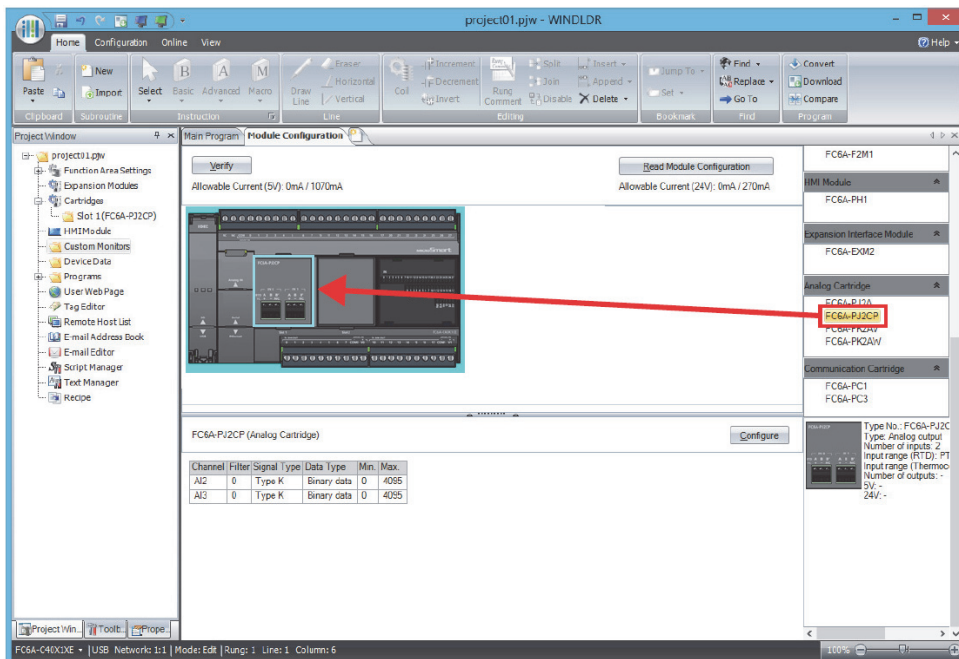 project01.pjw - WINDLDR
Home Configuration Online View Help
Paste New Import Select Basic Advanced Macro Draw Line Eraser Horizontal Vertical Coil Increment Decrement Invert Rung Comment Split Join Disable Insert Append Delete Jump To Set Find Replace Go To Convert Download Compare
Clipboard Subroutine Instruction Line Editing Bookmark Find Program
Project Window
Main Program Module Configuration
project01.pjw
Function Area Settings
Expansion Modules
Cartridges
Slot 1(FC6A-PJ2CP)
HMI Module
Custom Monitors
Device Data
Programs
User Web Page
Tag Editor
Remote Host List
E-mail Address Book
E-mail Editor
Script Manager
Text Manager
Recipe
Verify Read Module Configuration
Allowable Current (5V): 0mA / 1070mA Allowable Current (24V): 0mA / 270mA
FC6A-F2M1
HMI Module
FC6A-PH1
Expansion Interface Module
FC6A-EXM2
Analog Cartridge
FC6A-PJ2A
FC6A-PJ2CP
FC6A-PK2AV
FC6A-PK2AW
Communication Cartridge
FC6A-PC1
FC6A-PC3
FC6A-PJ2CP (Analog Cartridge) Configure
Channel Filter Signal Type Data Type Min. Max.
AI2 0 Type K Binary data 0 4095
AI3 0 Type K Binary data 0 4095
Type No.: FC6A-PJ2C
Type: Analog output
Number of inputs: 2
Input range (RTD): PT
Input range (Thermoc
Number of outputs: -
5V: -
24V: -
Project Win... Toolb... Prope...
FC6A-C40X1XE USB Network: 1:1 Mode: Edit Rung: 1 Line: 1 Column: 6 100%